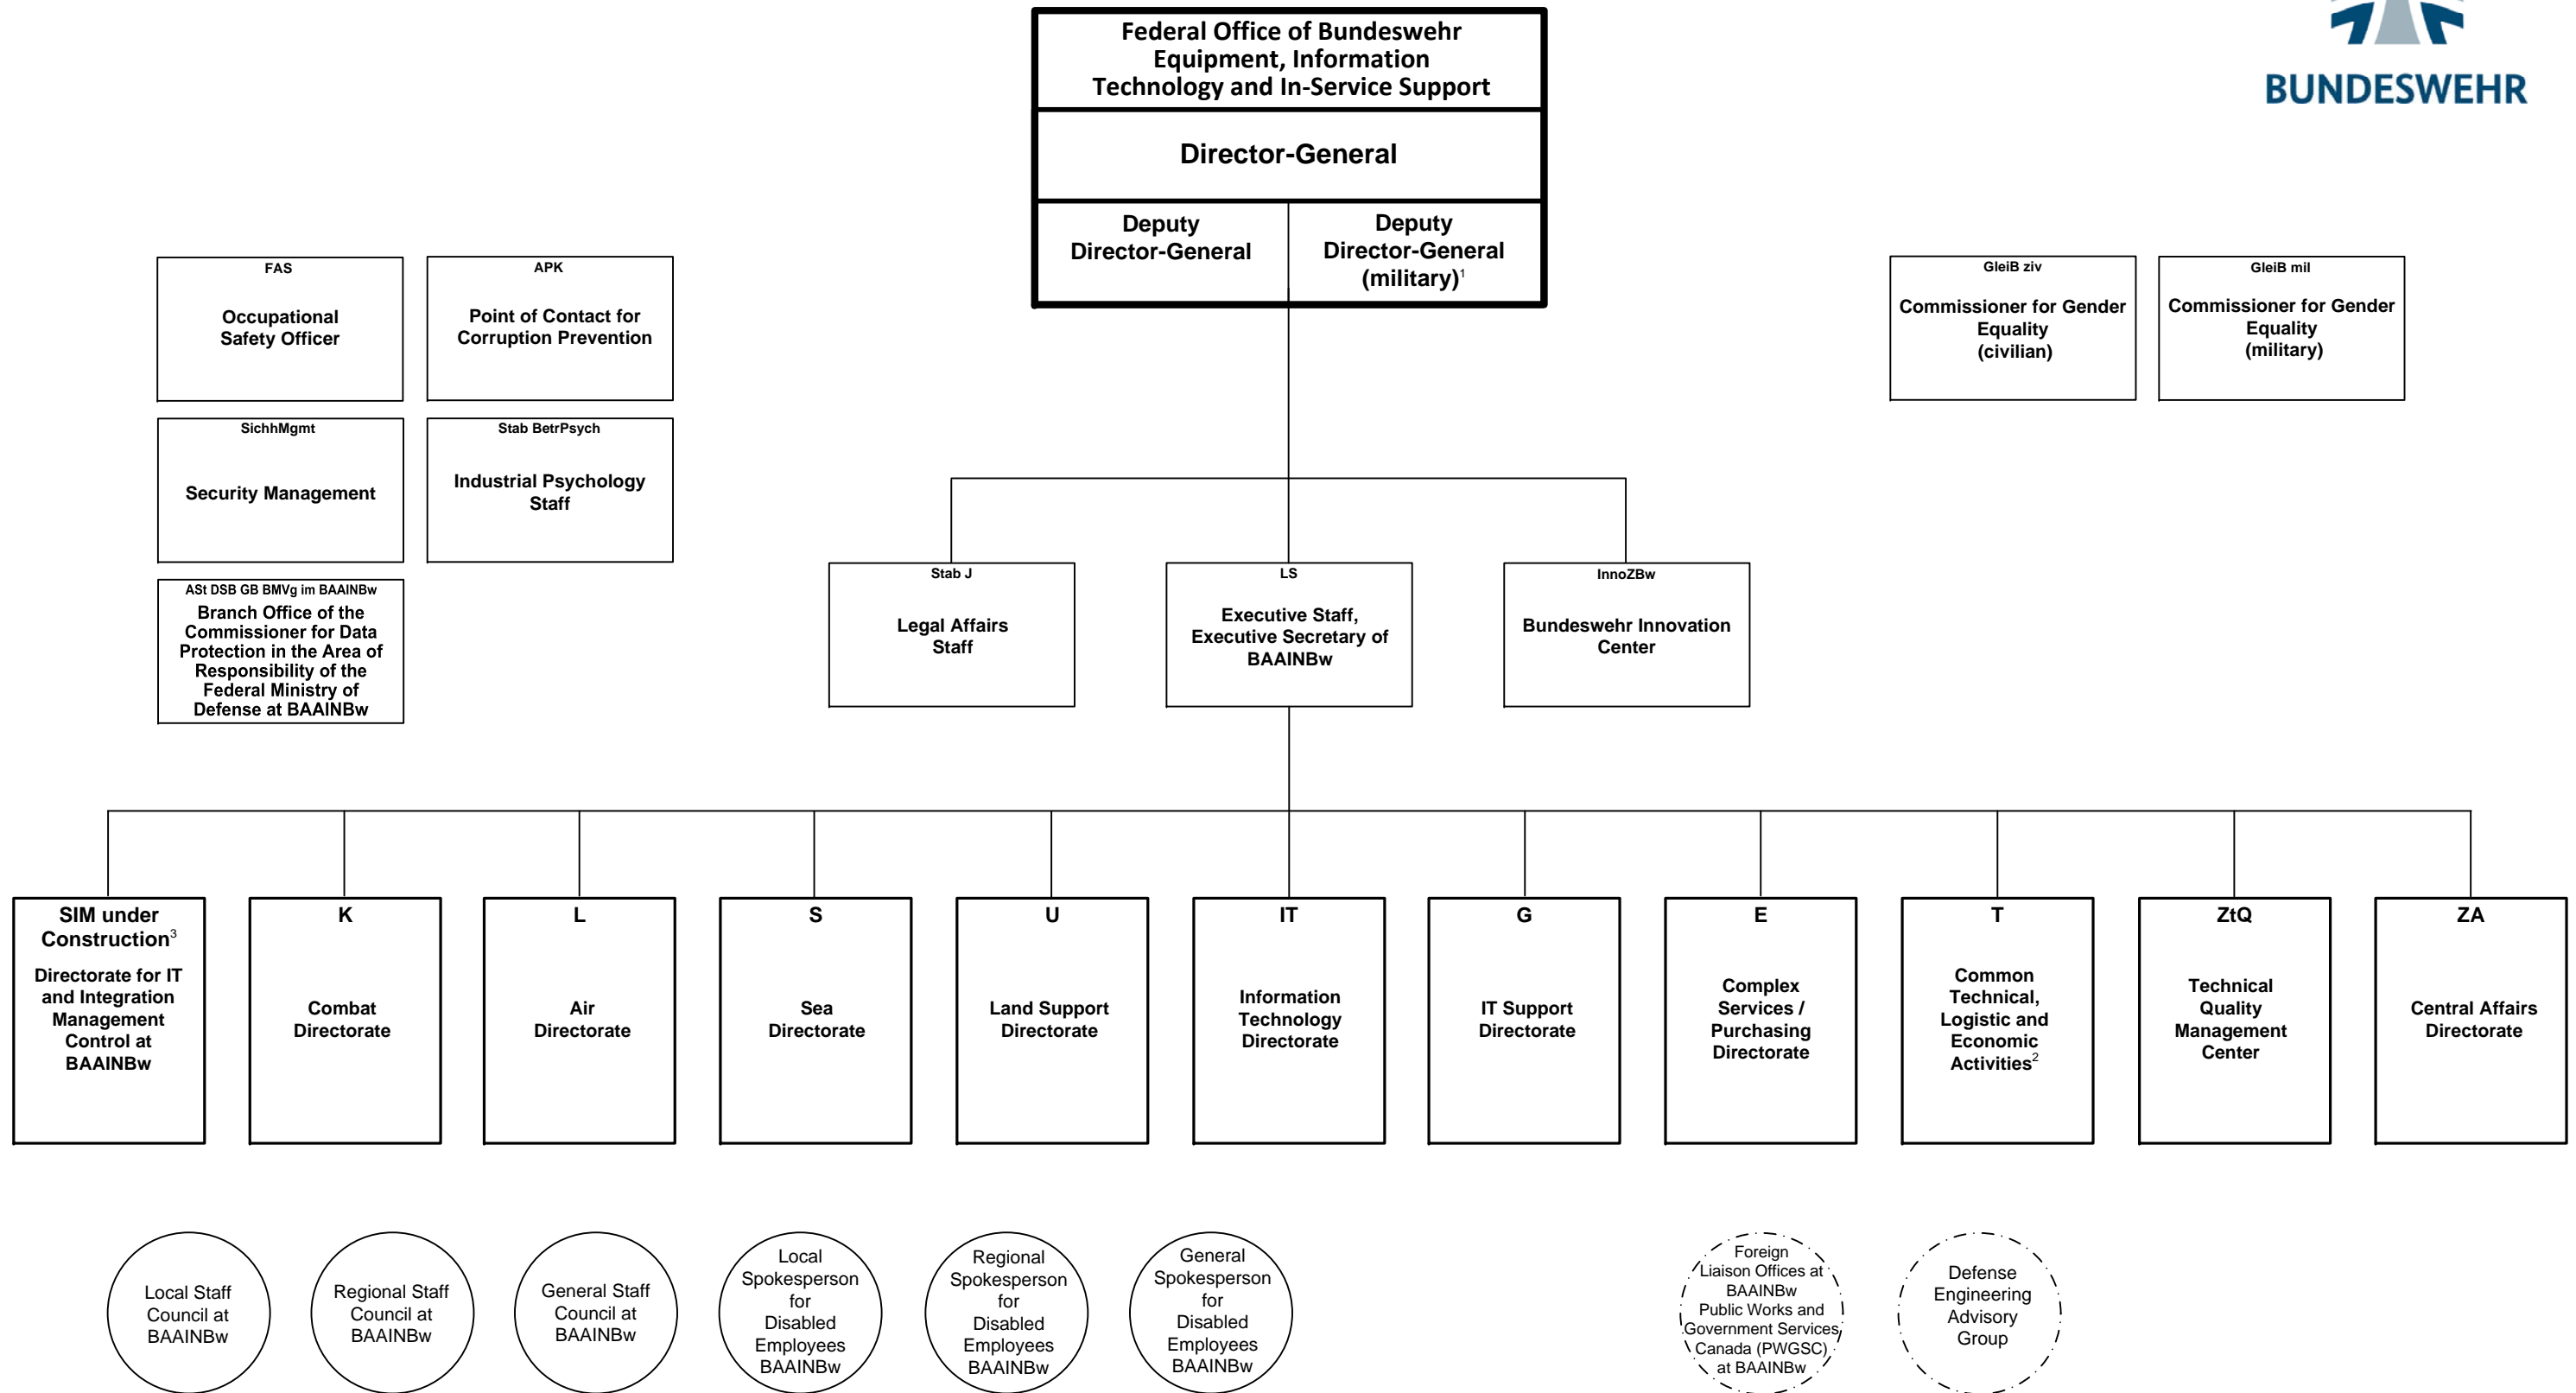 Federal Office of Bundeswehr
Equipment, Information
Technology and In-Service Support
Director-General
Deputy
Director-General
Deputy
Director-General
(military)1
BUNDESWEHR
FAS
Occupational
Safety Officer
APK
Point of Contact for
Corruption Prevention
GleiB ziv
Commissioner for Gender
Equality
(civilian)
GleiB mil
Commissioner for Gender
Equality
(military)
SichhMgmt
Security Management
Stab BetrPsych
Industrial Psychology
Staff
ASt DSB GB BMVg im BAAINBw
Branch Office of the
Commissioner for Data
Protection in the Area of
Responsibility of the
Federal Ministry of
Defense at BAAINBw
Stab J
Legal Affairs
Staff
LS
Executive Staff,
Executive Secretary of
BAAINBw
InnoZBw
Bundeswehr Innovation
Center
SIM under
Construction3
Directorate for IT
and Integration
Management
Control at
BAAINBw
K
Combat
Directorate
L
Air
Directorate
S
Sea
Directorate
U
Land Support
Directorate
IT
Information
Technology
Directorate
G
IT Support
Directorate
E
Complex
Services /
Purchasing
Directorate
T
Common
Technical,
Logistic and
Economic
Activities2
ZtQ
Technical
Quality
Management
Center
ZA
Central Affairs
Directorate
Local Staff
Council at
BAAINBw
Regional Staff
Council at
BAAINBw
General Staff
Council at
BAAINBw
Local
Spokesperson
for
Disabled
Employees
BAAINBw
Regional
Spokesperson
for
Disabled
Employees
BAAINBw
General
Spokesperson
for
Disabled
Employees
BAAINBw
Foreign
Liaison Offices at
BAAINBw
Public Works and
Government Services
Canada (PWGSC)
at BAAINBw
Defense
Engineering
Advisory
Group